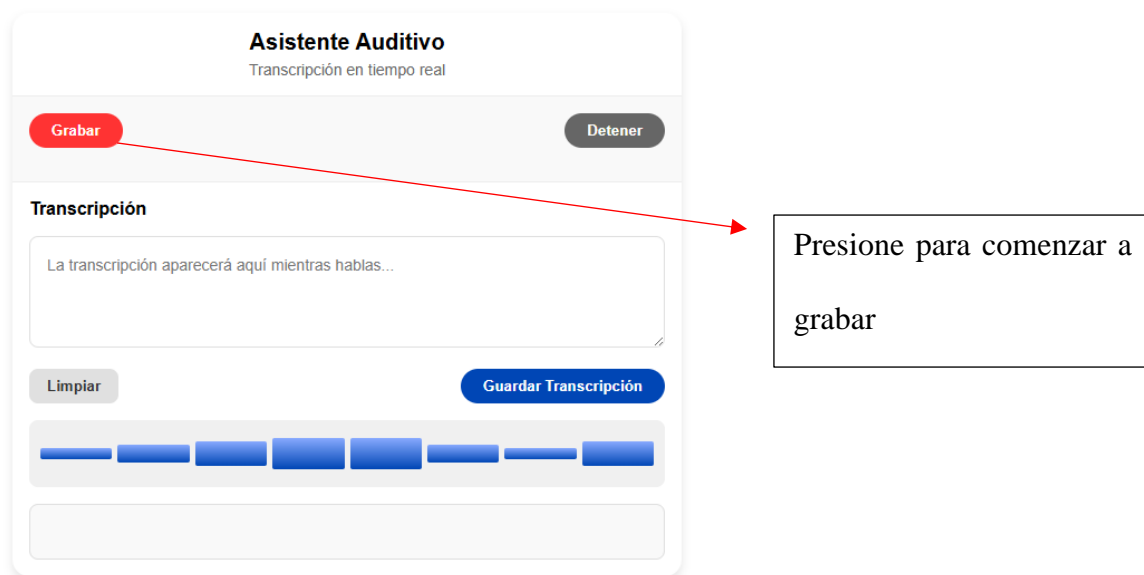 Asistente Auditivo
Transcripción en tiempo real
Grabar
Detener
Transcripción
La transcripción aparecerá aquí mientras hablas...
Limpiar
Guardar Transcripción
Presione para comenzar a
grabar